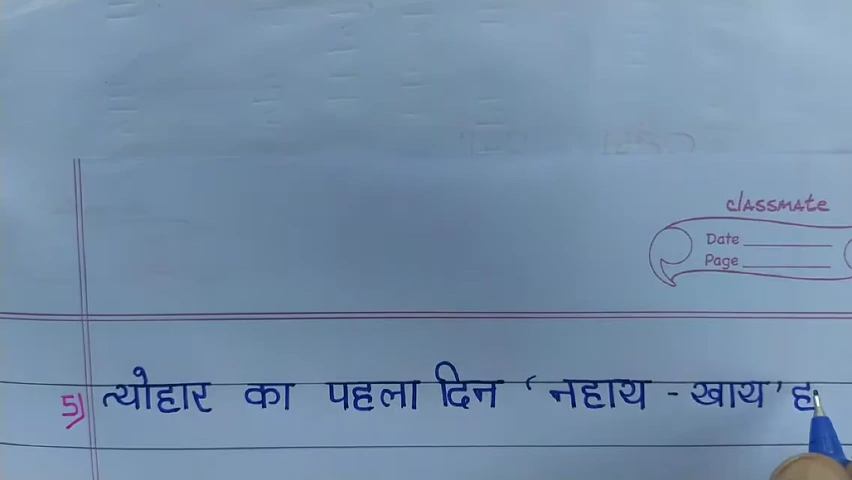 classmate
Date
Page
5) त्योहार का पहला दिन ‘ नहाय - खाय ’ ह